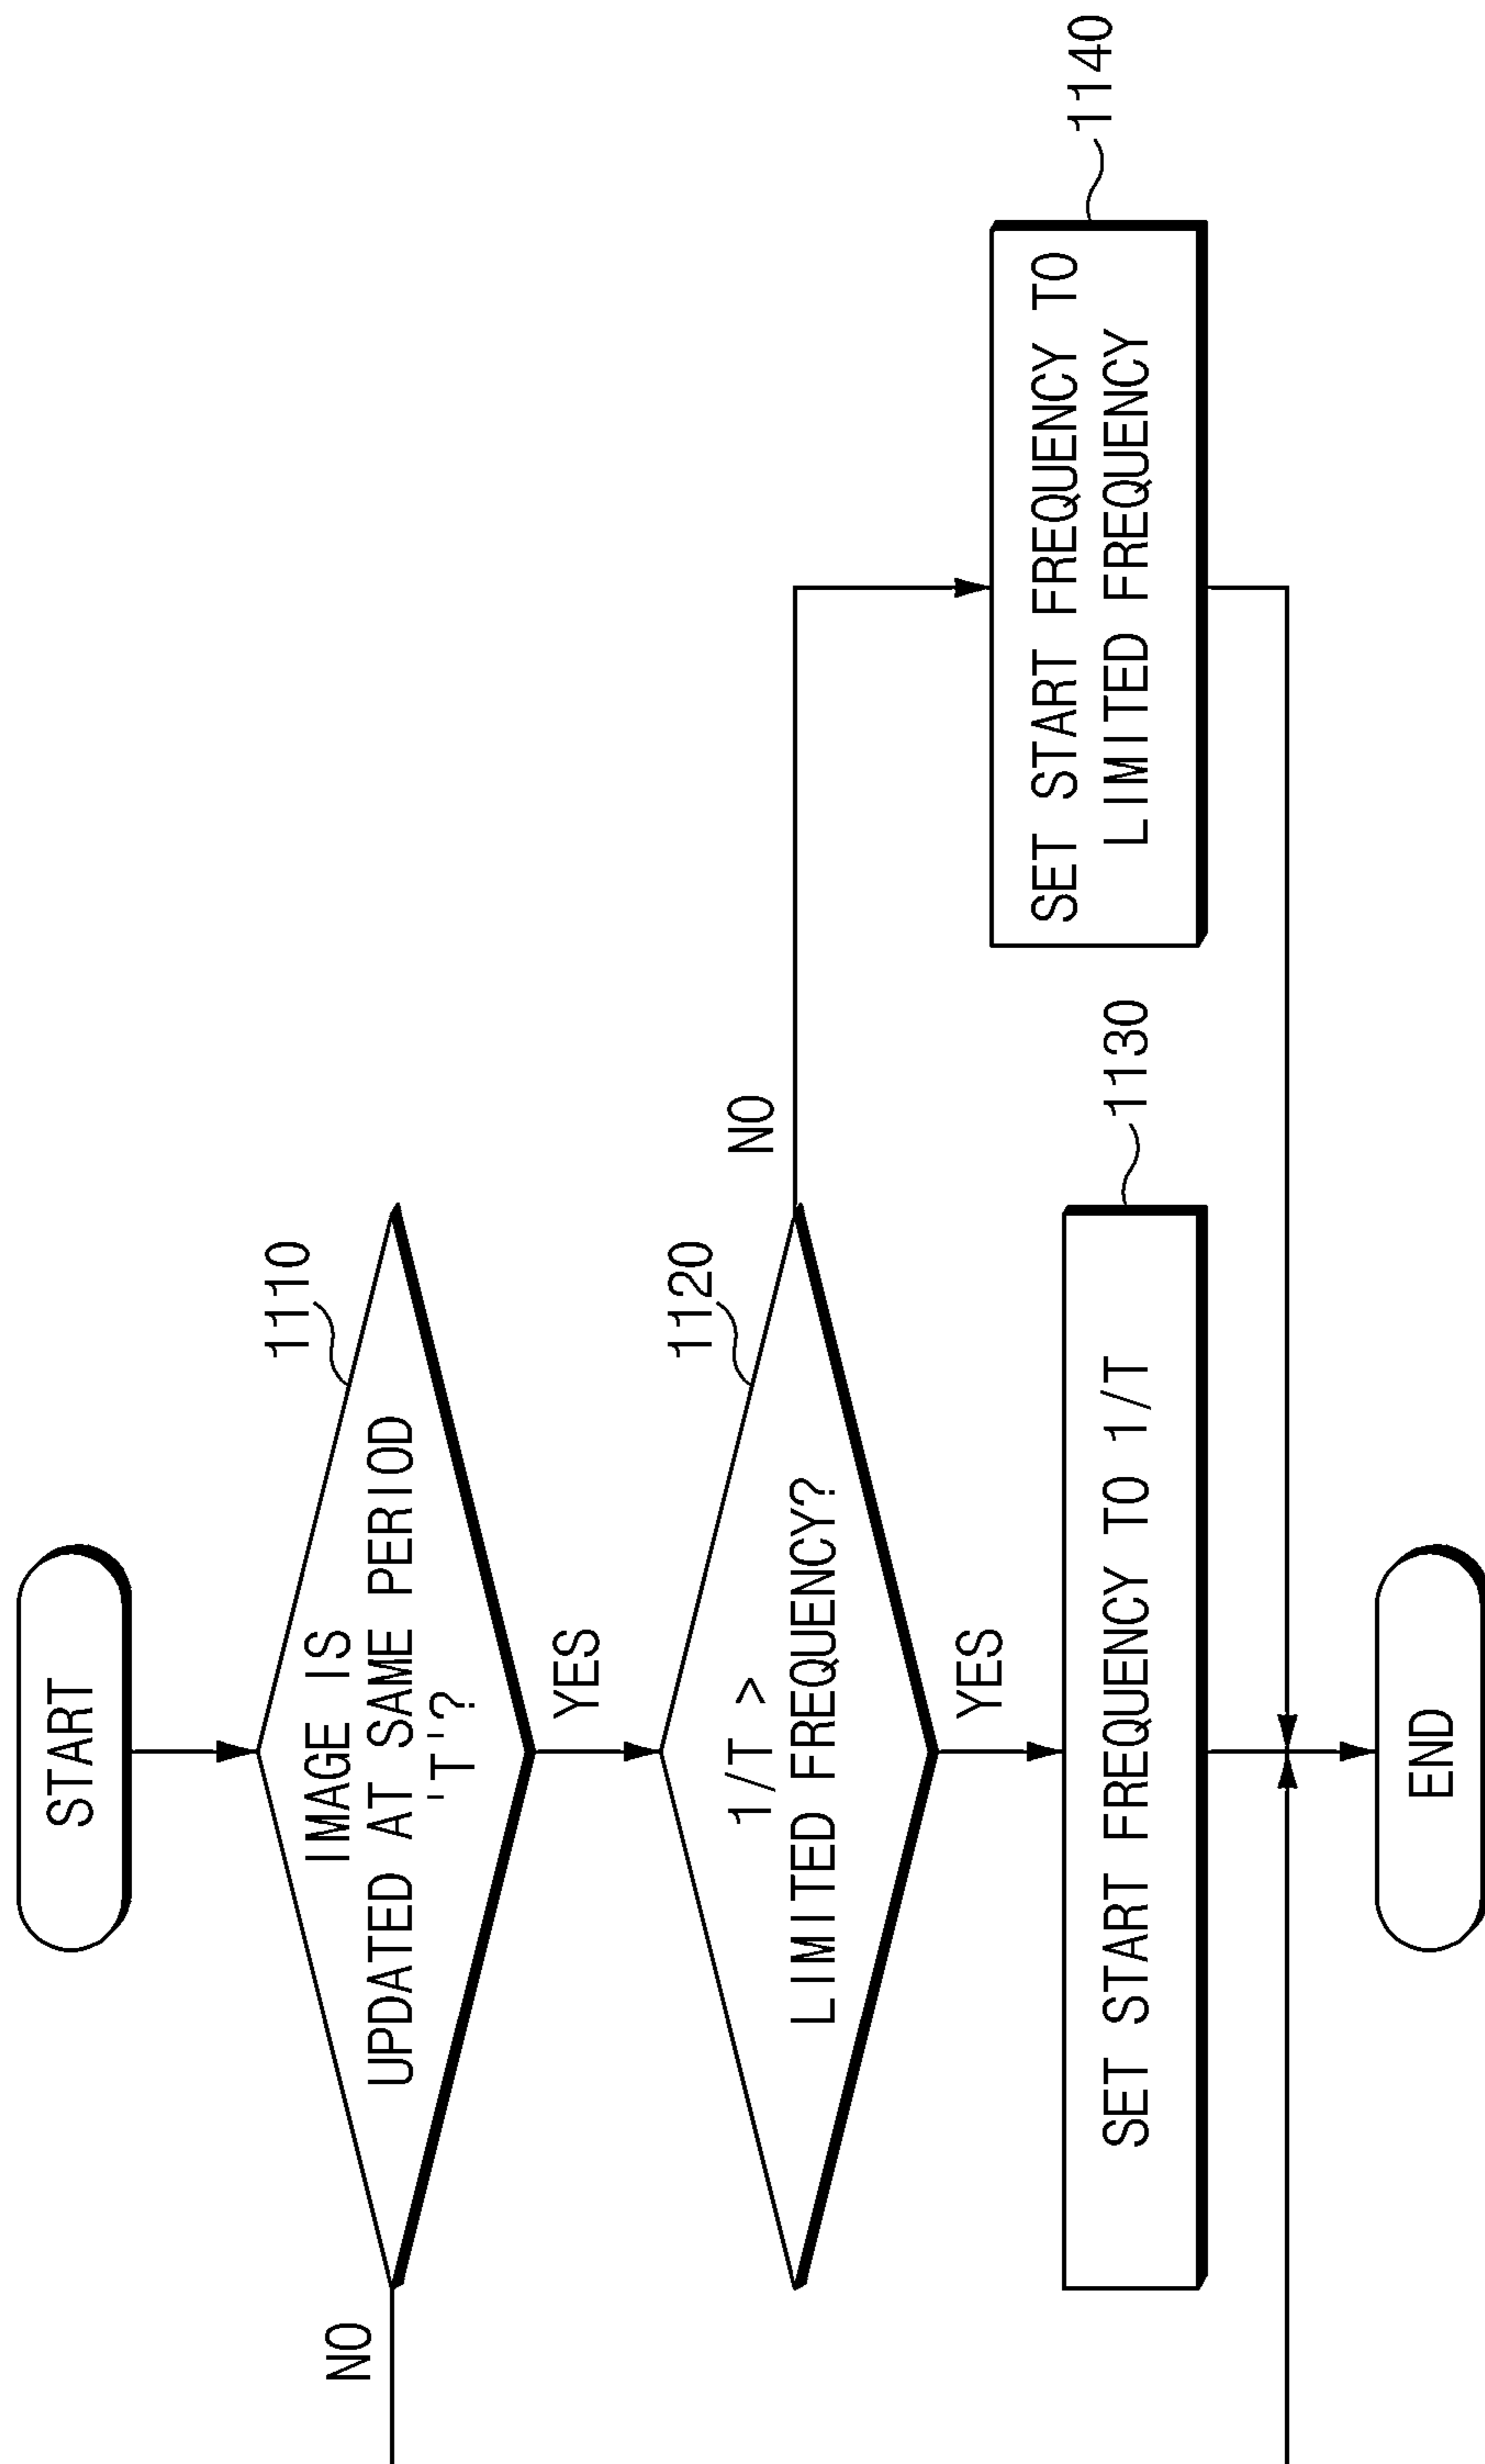 START
1110
IMAGE IS
UPDATED AT SAME PERIOD
'T'?
NO
YES
1120
1/T >
LIMITED FREQUENCY?
NO
YES
1130
SET START FREQUENCY TO 1/T
1140
SET START FREQUENCY TO
LIMITED FREQUENCY
END